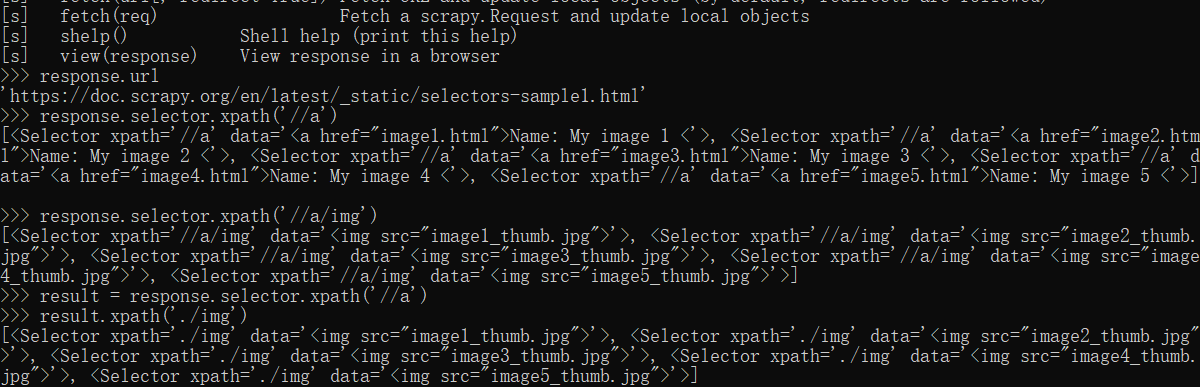 [s]   fetch(url[, redirect=True]) Fetch URL and update local objects (by default, redirects are followed)
[s]   fetch(req)                  Fetch a scrapy.Request and update local objects
[s]   shelp()           Shell help (print this help)
[s]   view(response)    View response in a browser
>>> response.url
'https://doc.scrapy.org/en/latest/_static/selectors-sample1.html'
>>> response.selector.xpath('//a')
[<Selector xpath='//a' data='<a href="image1.html">Name: My image 1 <'>, <Selector xpath='//a' data='<a href="image2.htm
l">Name: My image 2 <'>, <Selector xpath='//a' data='<a href="image3.html">Name: My image 3 <'>, <Selector xpath='//a' d
ata='<a href="image4.html">Name: My image 4 <'>, <Selector xpath='//a' data='<a href="image5.html">Name: My image 5 <'>]
>>> response.selector.xpath('//a/img')
[<Selector xpath='//a/img' data='<img src="image1_thumb.jpg">'>, <Selector xpath='//a/img' data='<img src="image2_thumb.
jpg">'>, <Selector xpath='//a/img' data='<img src="image3_thumb.jpg">'>, <Selector xpath='//a/img' data='<img src="image
4_thumb.jpg">'>, <Selector xpath='//a/img' data='<img src="image5_thumb.jpg">'>]
>>> result = response.selector.xpath('//a')
>>> result.xpath('./img')
[<Selector xpath='./img' data='<img src="image1_thumb.jpg">'>, <Selector xpath='./img' data='<img src="image2_thumb.jpg"
>'>, <Selector xpath='./img' data='<img src="image3_thumb.jpg">'>, <Selector xpath='./img' data='<img src="image4_thumb.
jpg">'>, <Selector xpath='./img' data='<img src="image5_thumb.jpg">'>]